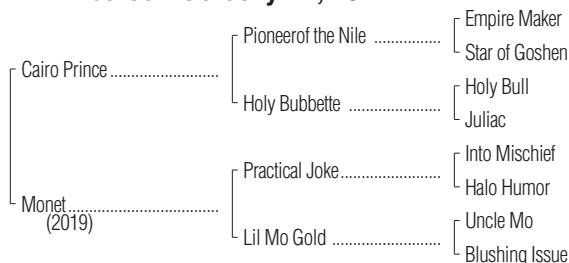 Empire Maker
Pioneerof the Nile ................
Star of Goshen
Cairo Prince ......................
Holy Bull
Holy Bubbette ......................
Juliac
Into Mischief
Practical Joke ......................
Halo Humor
Monet ..............................
(2019)
Uncle Mo
Lil Mo Gold ........................
Blushing Issue